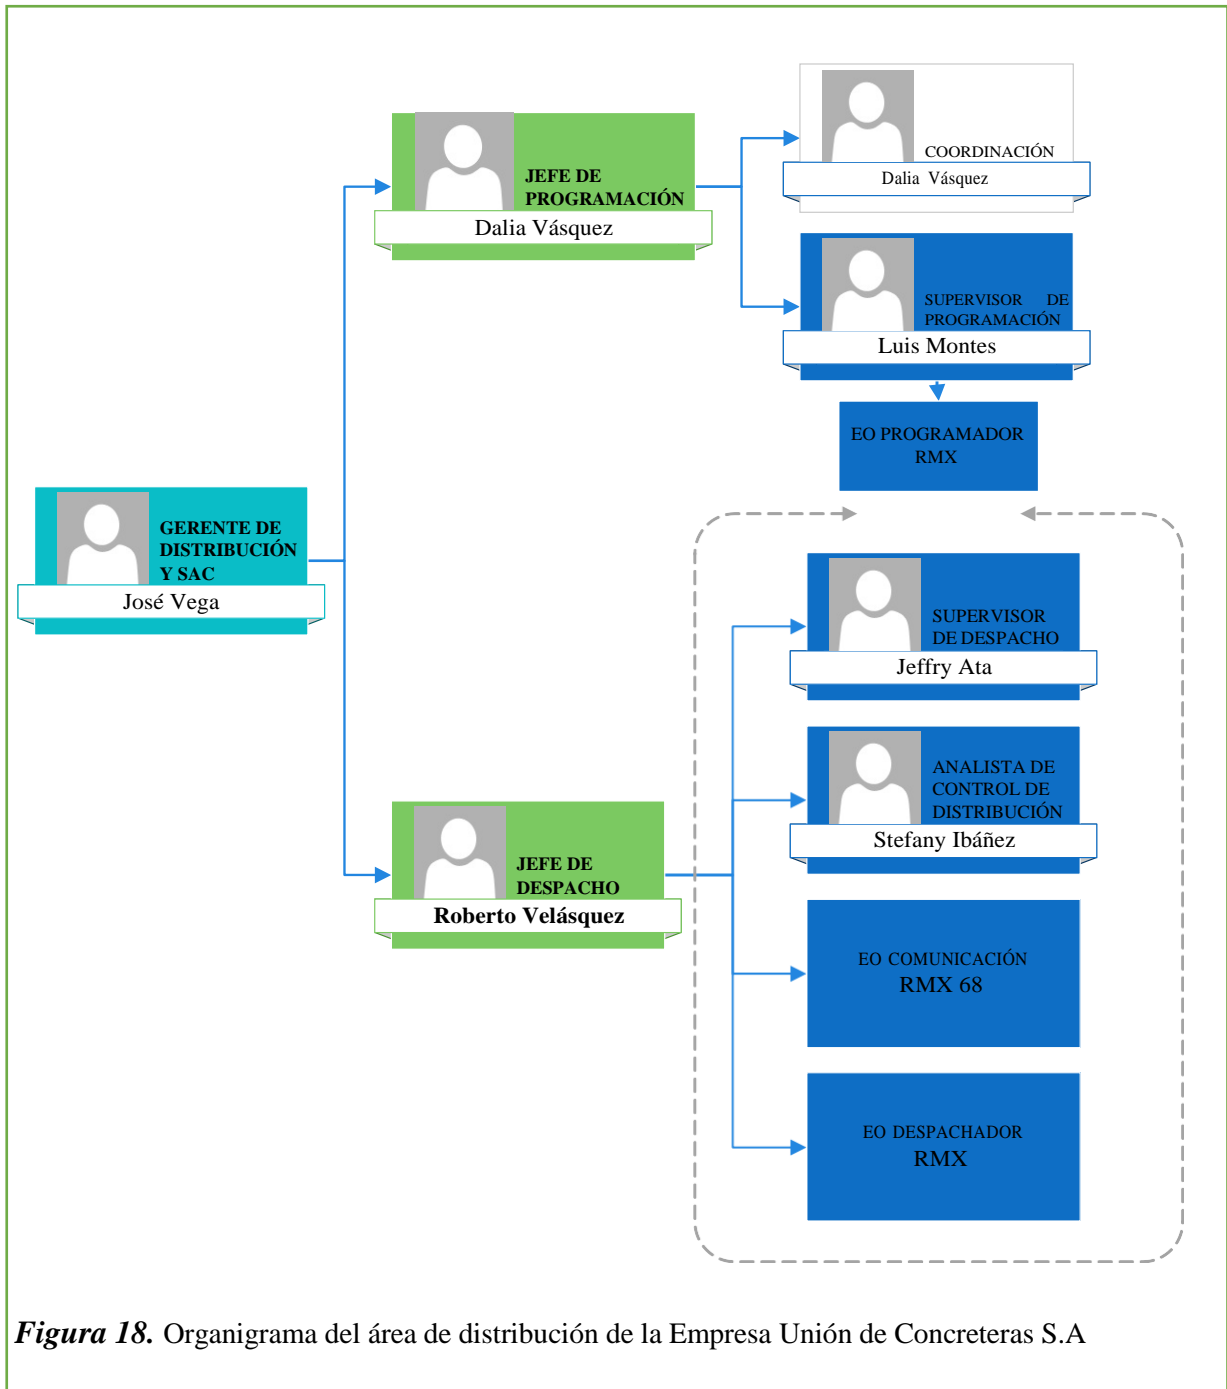 COORDINACIÓN
Dalia Vásquez
JEFE DE
PROGRAMACIÓN
Dalia Vásquez
SUPERVISOR DE
PROGRAMACIÓN
Luis Montes
EO PROGRAMADOR
RMX
GERENTE DE
DISTRIBUCIÓN
Y SAC
José Vega
SUPERVISOR
DE DESPACHO
Jeffry Ata
ANALISTA DE
CONTROL DE
DISTRIBUCIÓN
Stefany Ibáñez
JEFE DE
DESPACHO
Roberto Velásquez
EO COMUNICACIÓN
RMX 68
EO DESPACHADOR
RMX
Figura 18. Organigrama del área de distribución de la Empresa Unión de Concreteras S.A